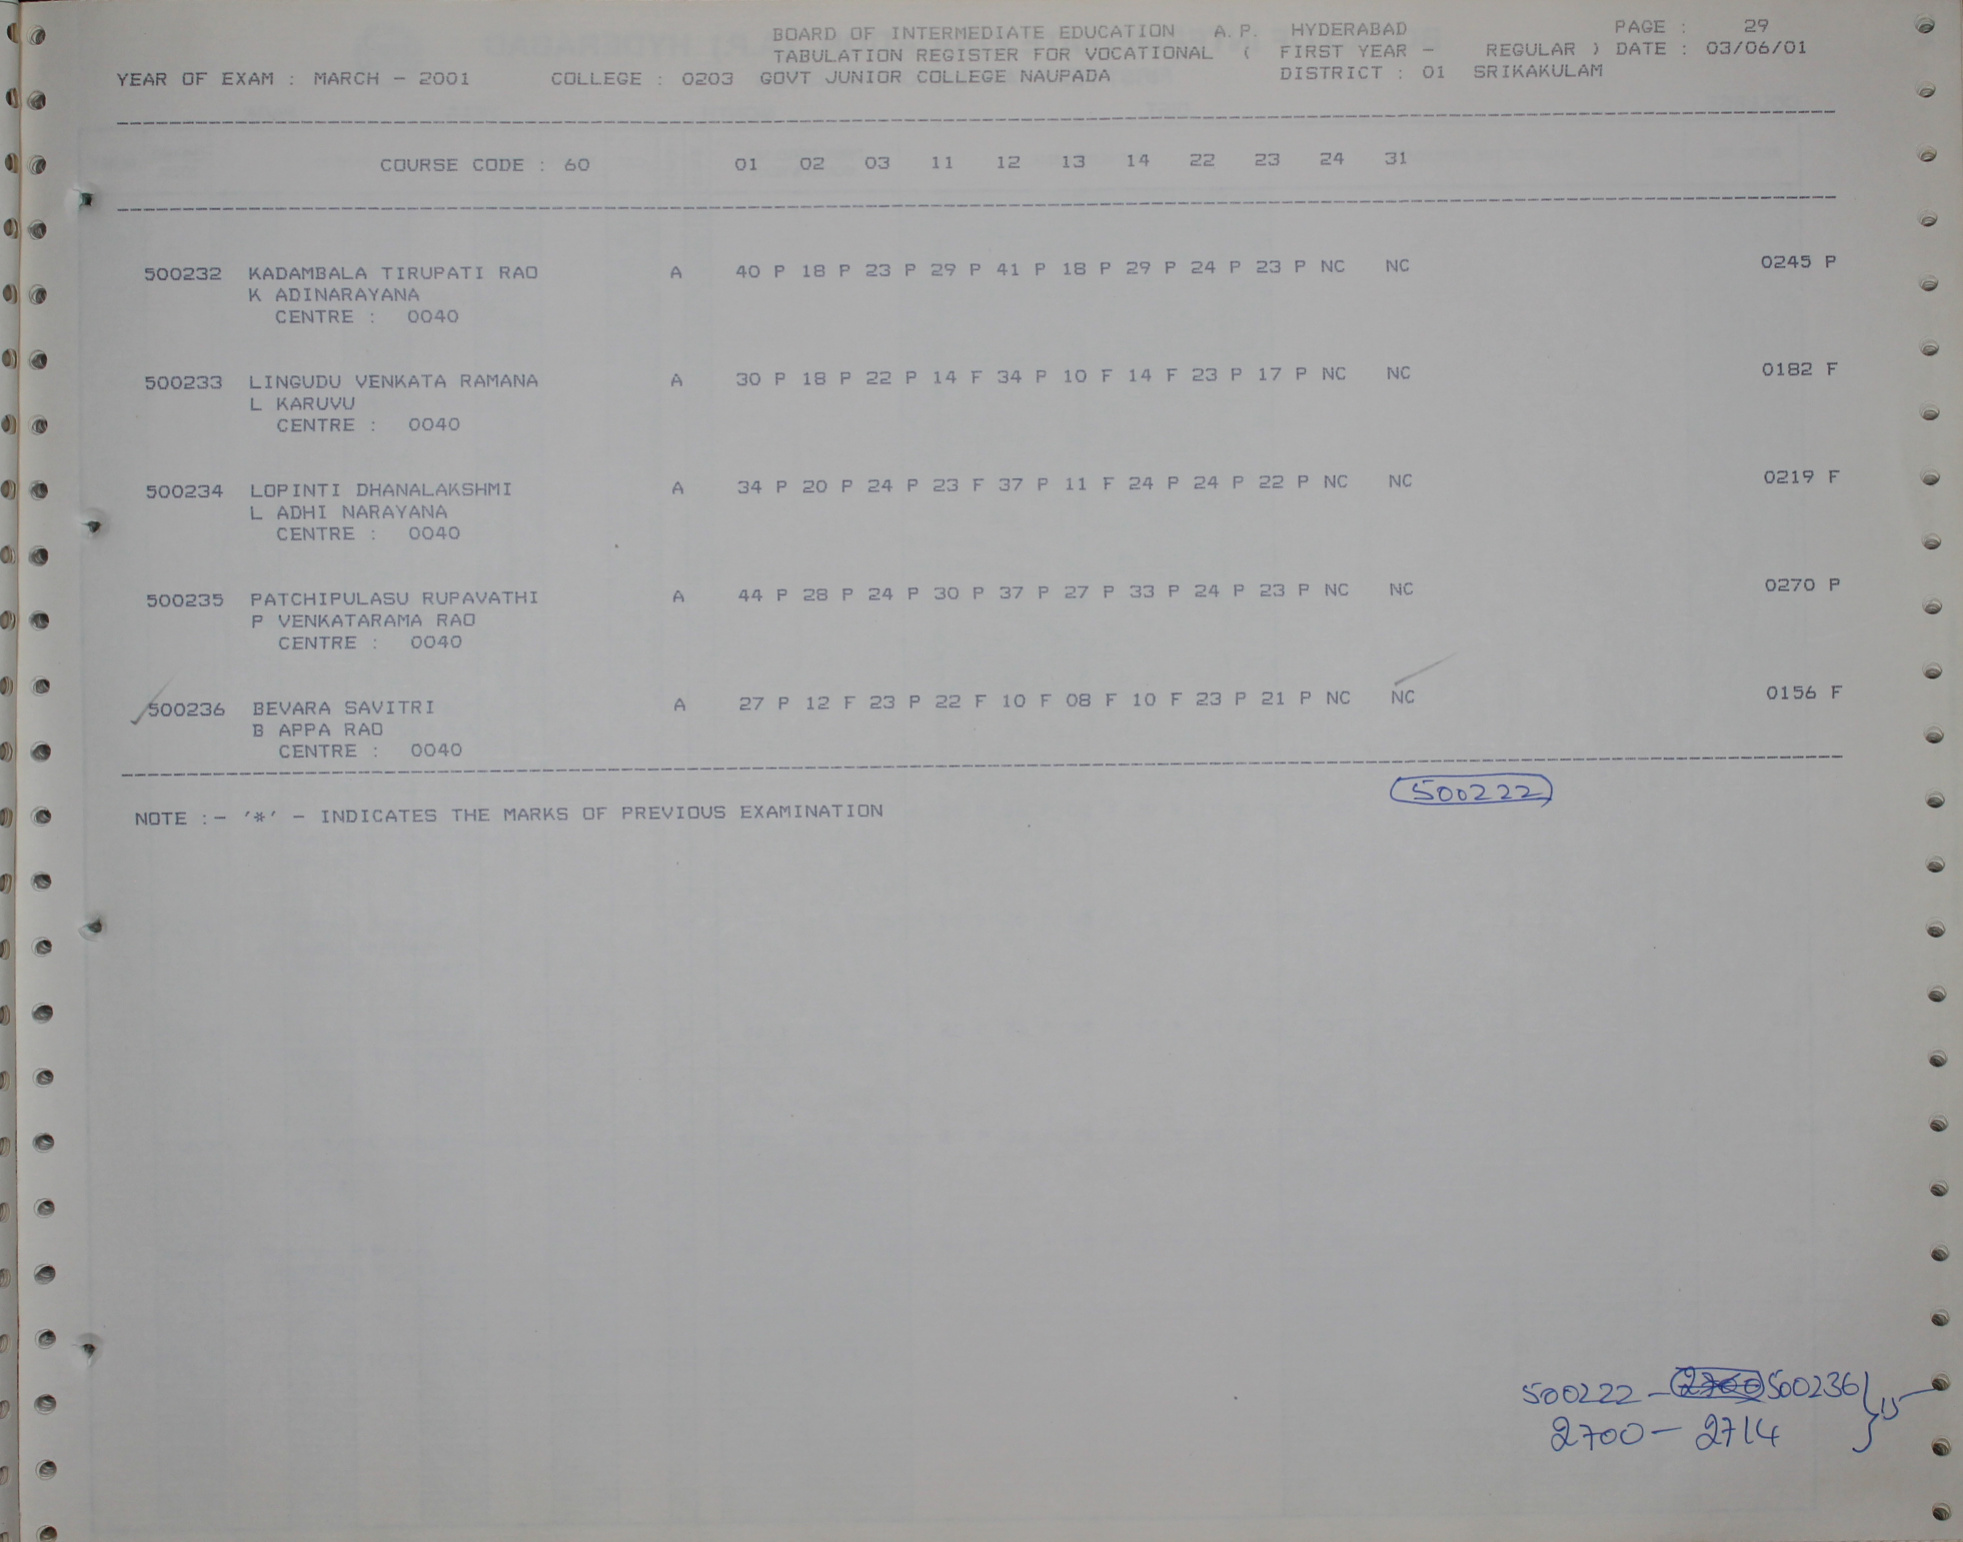 BOARD OF INTERMEDIATE EDUCATION A.P. HYDERABAD PAGE : 29
TABULATION REGISTER FOR VOCATIONAL ( FIRST YEAR - REGULAR ) DATE : 03/06/01
YEAR OF EXAM : MARCH - 2001 COLLEGE : 0203 GOVT JUNIOR COLLEGE NAUPADA DISTRICT : 01 SRIKAKULAM
COURSE CODE : 60 01 02 03 11 12 13 14 22 23 24 31
500232 KADAMBALA TIRUPATI RAO A 40 P 18 P 23 P 29 P 41 P 18 P 29 P 24 P 23 P NC NC 0245 P
K ADINARAYANA
CENTRE : 0040
500233 LINGUDU VENKATA RAMANA A 30 P 18 P 22 P 14 F 34 P 10 F 14 F 23 P 17 P NC NC 0182 F
L KARUVU
CENTRE : 0040
500234 LOPINTI DHANALAKSHMI A 34 P 20 P 24 P 23 F 37 P 11 F 24 P 24 P 22 P NC NC 0219 F
L ADHI NARAYANA
CENTRE : 0040
500235 PATCHIPULASU RUPAVATHI A 44 P 28 P 24 P 30 P 37 P 27 P 33 P 24 P 23 P NC NC 0270 P
P VENKATARAMA RAO
CENTRE : 0040
500236 BEVARA SAVITRI A 27 P 12 F 23 P 22 F 10 F 08 F 10 F 23 P 21 P NC NC 0156 F
B APPA RAO
CENTRE : 0040
500222
NOTE :- '*' - INDICATES THE MARKS OF PREVIOUS EXAMINATION
500222 - 500236 } 15
2700 - 2714